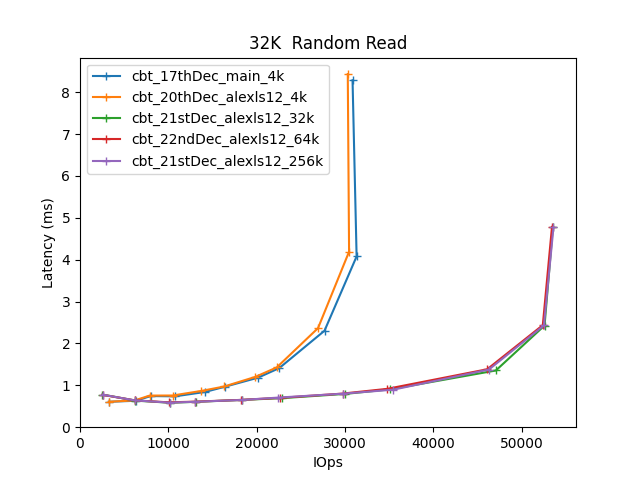 32K  Random Read
cbt_17thDec_main_4k
cbt_20thDec_alexls12_4k
cbt_21stDec_alexls12_32k
cbt_22ndDec_alexls12_64k
cbt_21stDec_alexls12_256k
Latency (ms)
8
7
6
5
4
3
2
1
0
0 10000 20000 30000 40000 50000
IOps